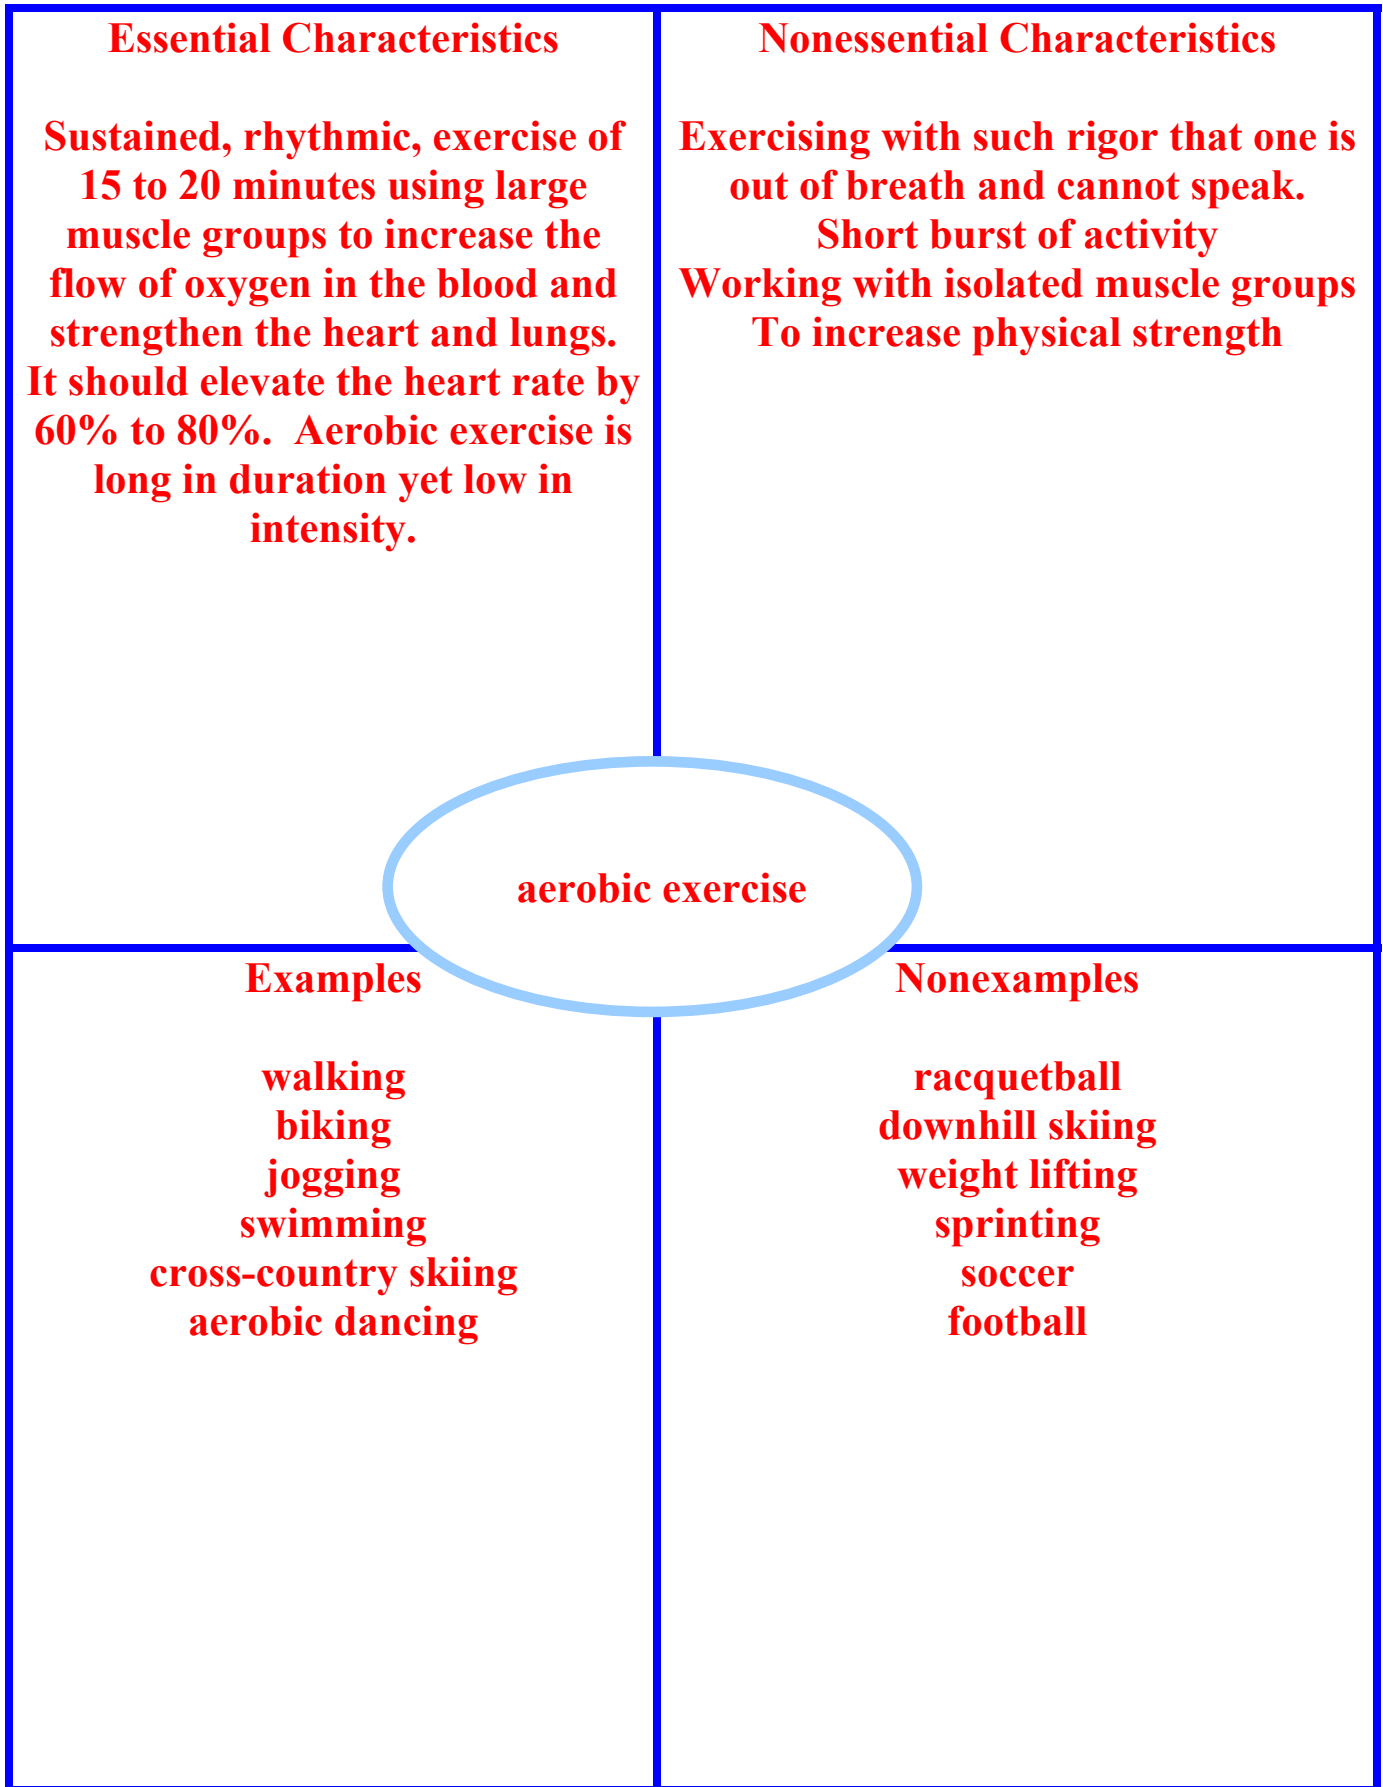 Essential Characteristics
Sustained, rhythmic, exercise of
15 to 20 minutes using large
muscle groups to increase the
flow of oxygen in the blood and
strengthen the heart and lungs.
It should elevate the heart rate by
60% to 80%.  Aerobic exercise is
long in duration yet low in
intensity.
Nonessential Characteristics
Exercising with such rigor that one is
out of breath and cannot speak.
Short burst of activity
Working with isolated muscle groups
To increase physical strength
aerobic exercise
Examples
walking
biking
jogging
swimming
cross-country skiing
aerobic dancing
Nonexamples
racquetball
downhill skiing
weight lifting
sprinting
soccer
football